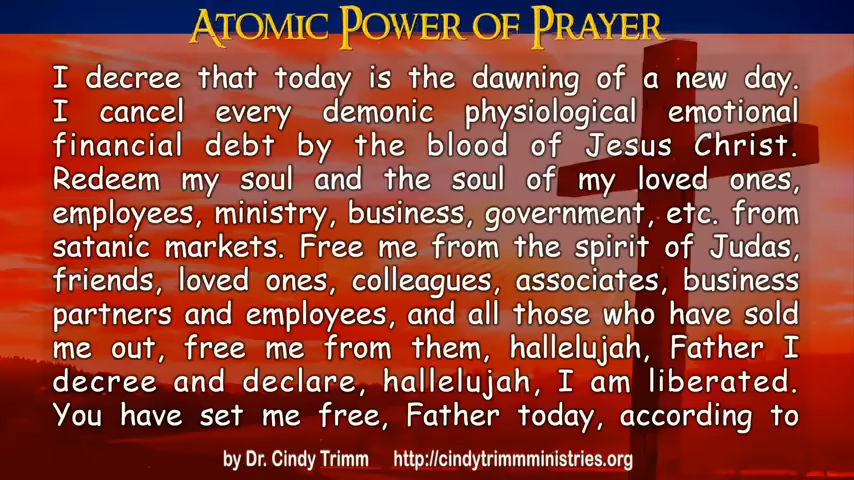 ATOMIC POWER OF PRAYER
I decree that today is the dawning of a new day.
I cancel every demonic physiological emotional
financial debt by the blood of Jesus Christ.
Redeem my soul and the soul of my loved ones,
employees, ministry, business, government, etc. from
satanic markets. Free me from the spirit of Judas,
friends, loved ones, colleagues, associates, business
partners and employees, and all those who have sold
me out, free me from them, hallelujah, Father I
decree and declare, hallelujah, I am liberated.
You have set me free, Father today, according to
by Dr. Cindy Trimm http://cindytrimmministries.org